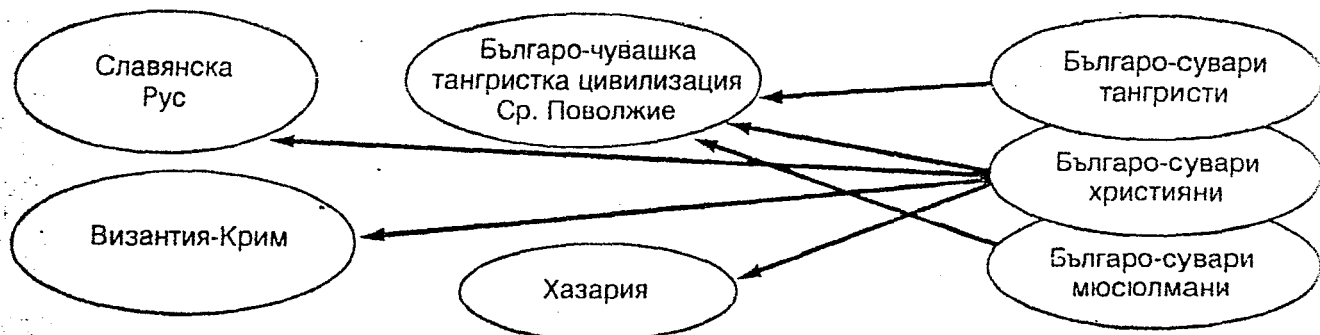 Славянска
Рус
Българо-чувашка
тангристка цивилизация
Ср. Поволжие
Българо-сувари
тангристи
Българо-сувари
християни
Византия-Крим
Хазария
Българо-сувари
мюсюлмани